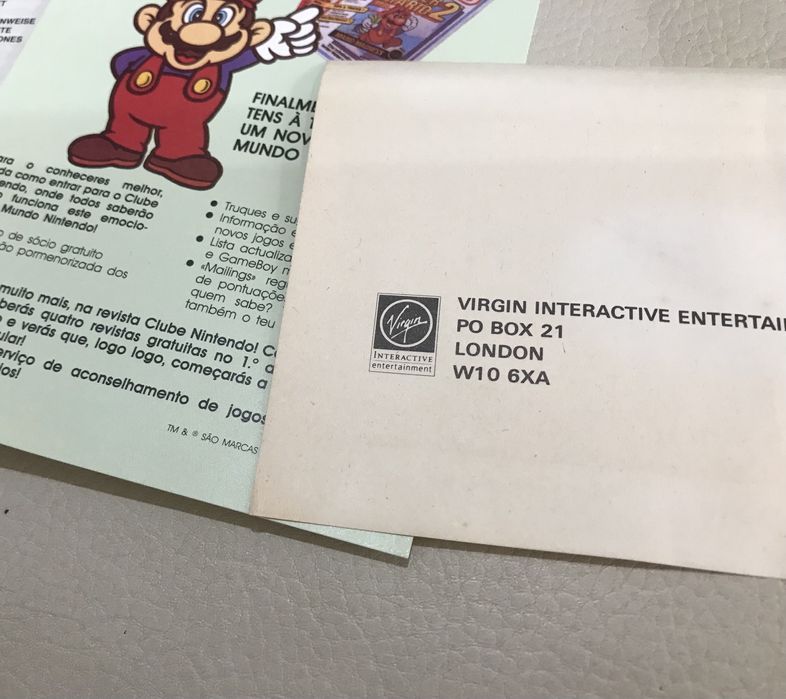 NWEISE
TE
ONES
2
FINALM
TENS À
UM NOV
MUNDO
o conheceres melhor,
da como entrar para o Clube
endo, onde todos saberão
funciona este emocio-
Mundo Nintendo!
de sócio gratuito
ão pormenorizada dos
• Truques e su
• Informação e
novos jogos e
• Lista actualiza
e GameBoy n
• «Mailings» reg
de pontuaçõe
quem sabe?
também o teu
muito mais, na revista Clube Nintendo! C
berás quatro revistas gratuitas no 1.º a
e verás que, logo logo, começarás a
ular!
erviço de aconselhamento de jogos
os!
TM & ® SÃO MARCAS
Virgin
INTERACTIVE
entertainment
VIRGIN INTERACTIVE ENTERTAI
PO BOX 21
LONDON
W10 6XA